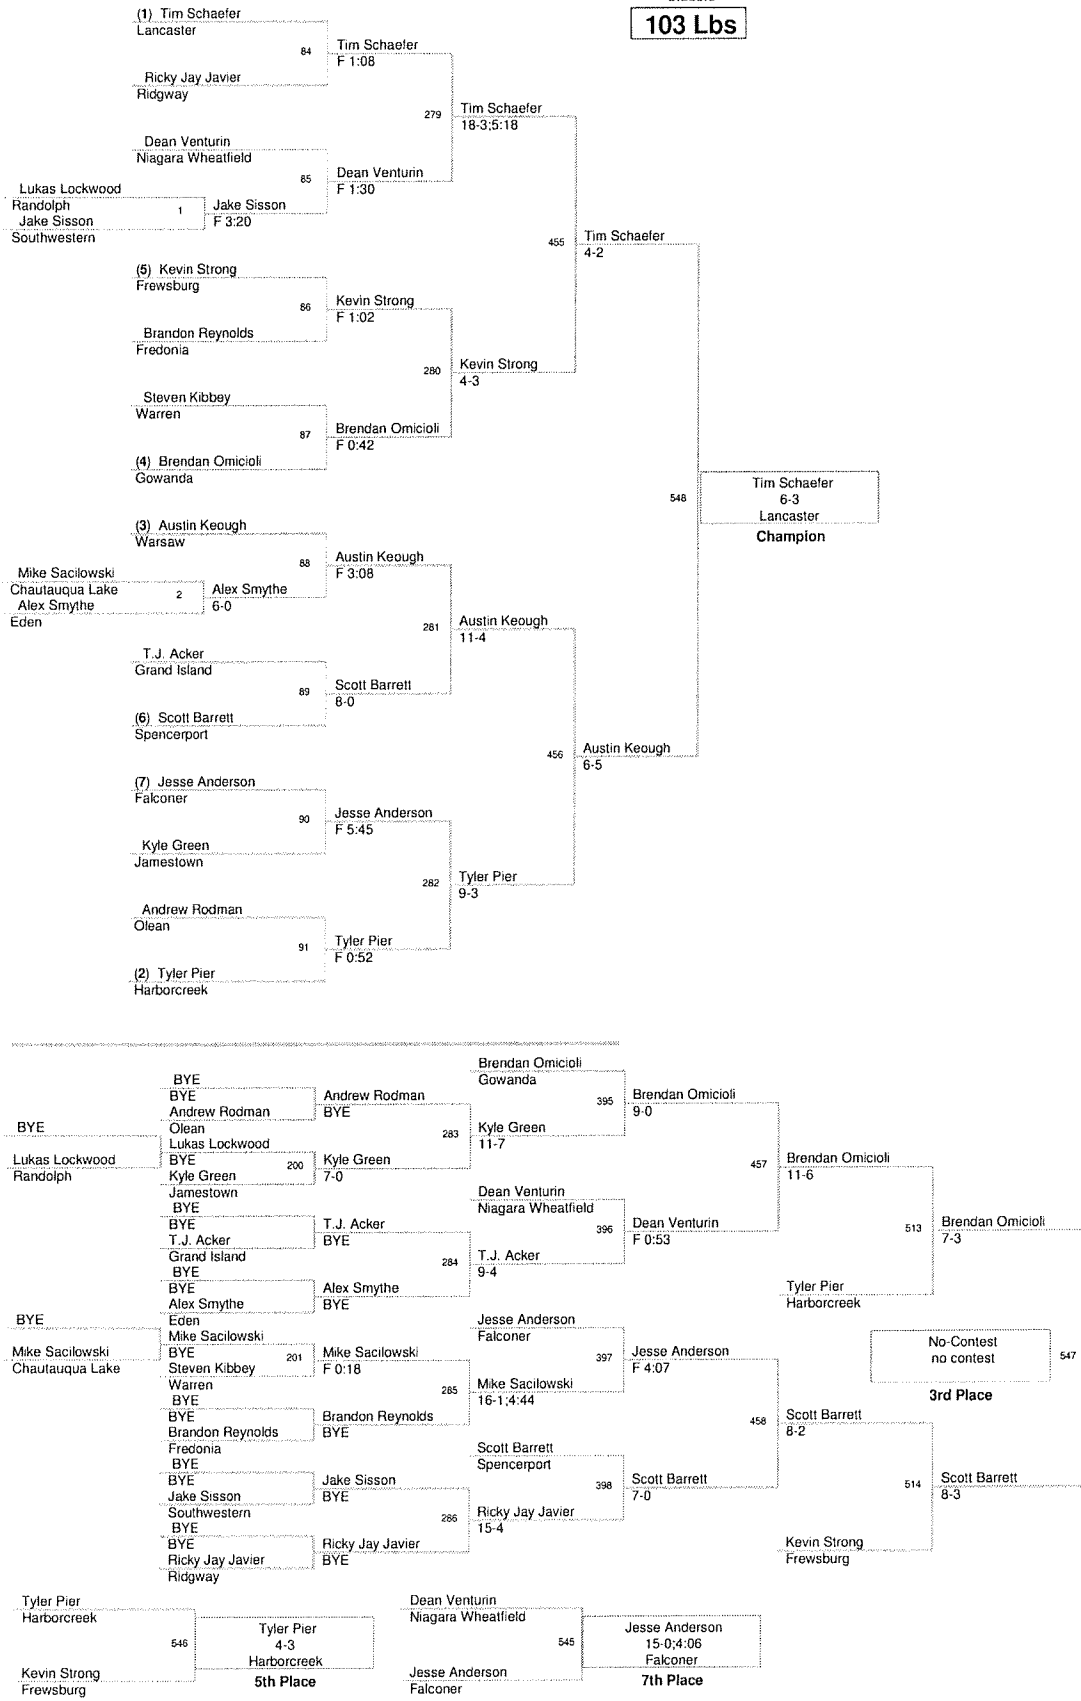 103 Lbs
(1) Tim Schaefer
Lancaster
84
Tim Schaefer
F 1:08
Ricky Jay Javier
Ridgway
279
Tim Schaefer
18-3;5:18
Dean Venturin
Niagara Wheatfield
85
Dean Venturin
F 1:30
Lukas Lockwood
Randolph
1
Jake Sisson
F 3:20
Jake Sisson
Southwestern
455
Tim Schaefer
4-2
(5) Kevin Strong
Frewsburg
86
Kevin Strong
F 1:02
Brandon Reynolds
Fredonia
280
Kevin Strong
4-3
Steven Kibbey
Warren
87
Brendan Omicioli
F 0:42
(4) Brendan Omicioli
Gowanda
548
Tim Schaefer
6-3
Lancaster
Champion
(3) Austin Keough
Warsaw
88
Austin Keough
F 3:08
Mike Sacilowski
Chautauqua Lake
2
Alex Smythe
6-0
Alex Smythe
Eden
281
Austin Keough
11-4
T.J. Acker
Grand Island
89
Scott Barrett
8-0
(6) Scott Barrett
Spencerport
456
Austin Keough
6-5
(7) Jesse Anderson
Falconer
90
Jesse Anderson
F 5:45
Kyle Green
Jamestown
282
Tyler Pier
9-3
Andrew Rodman
Olean
91
Tyler Pier
F 0:52
(2) Tyler Pier
Harborcreek
Brendan Omicioli
Gowanda
BYE
BYE
Andrew Rodman
BYE
395
Brendan Omicioli
9-0
Andrew Rodman
Olean
BYE
283
Kyle Green
11-7
Lukas Lockwood
BYE
Lukas Lockwood
Randolph
200
Kyle Green
7-0
Kyle Green
Jamestown
457
Brendan Omicioli
11-6
Dean Venturin
Niagara Wheatfield
BYE
BYE
T.J. Acker
BYE
396
Dean Venturin
F 0:53
T.J. Acker
Grand Island
513
Brendan Omicioli
7-3
284
T.J. Acker
9-4
BYE
BYE
Alex Smythe
BYE
Alex Smythe
Eden
Tyler Pier
Harborcreek
BYE
Jesse Anderson
Falconer
Mike Sacilowski
BYE
Mike Sacilowski
Chautauqua Lake
201
Mike Sacilowski
F 0:18
397
Jesse Anderson
F 4:07
No-Contest
no contest
547
3rd Place
Steven Kibbey
Warren
285
Mike Sacilowski
16-1;4:44
BYE
BYE
Brandon Reynolds
BYE
Brandon Reynolds
Fredonia
458
Scott Barrett
8-2
Scott Barrett
Spencerport
BYE
BYE
Jake Sisson
BYE
398
Scott Barrett
7-0
514
Scott Barrett
8-3
Jake Sisson
Southwestern
286
Ricky Jay Javier
15-4
BYE
BYE
Ricky Jay Javier
BYE
Kevin Strong
Frewsburg
Ricky Jay Javier
Ridgway
Tyler Pier
Harborcreek
546
Tyler Pier
4-3
Harborcreek
5th Place
Kevin Strong
Frewsburg
Dean Venturin
Niagara Wheatfield
545
Jesse Anderson
15-0;4:06
Falconer
7th Place
Jesse Anderson
Falconer